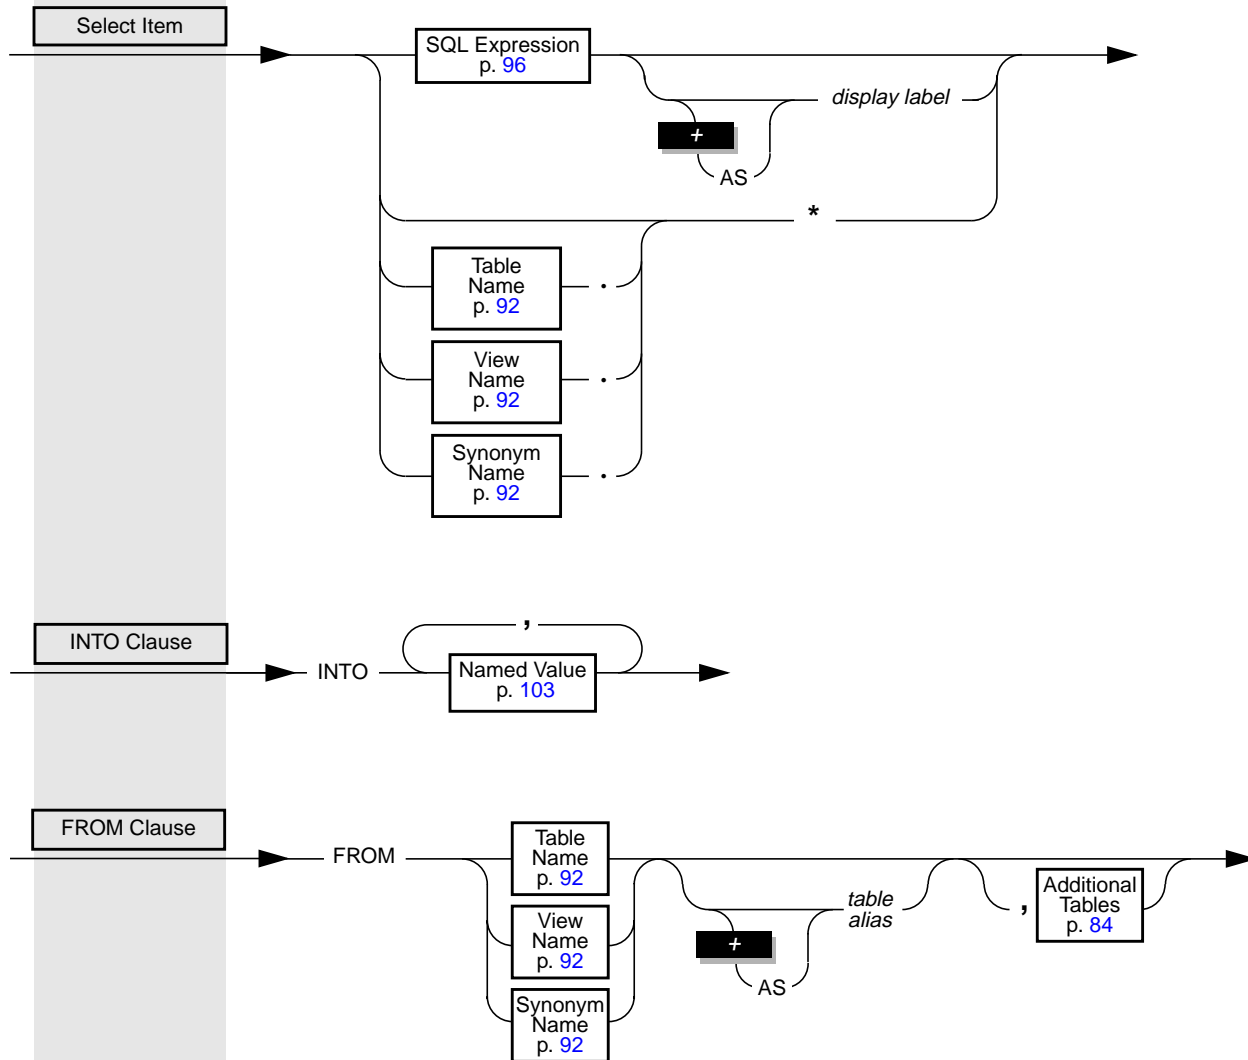 Select Item
SQL Expression
p. 96
display label
+
AS
*
Table
Name
p. 92
.
View
Name
p. 92
.
Synonym
Name
p. 92
.
INTO Clause
INTO
,
Named Value
p. 103
FROM Clause
FROM
Table
Name
p. 92
View
Name
p. 92
Synonym
Name
p. 92
+
AS
table
alias
,
Additional
Tables
p. 84